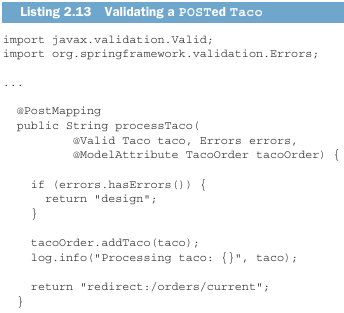 Listing 2.13 Validating a POSTed Taco
import javax.validation.Valid;
import org.springframework.validation.Errors;
...
@PostMapping
public String processTaco(
@Valid Taco taco, Errors errors,
@ModelAttribute TacoOrder tacoOrder) {
if (errors.hasErrors()) {
return "design";
}
tacoOrder.addTaco(taco);
log.info("Processing taco: {}", taco);
return "redirect:/orders/current";
}